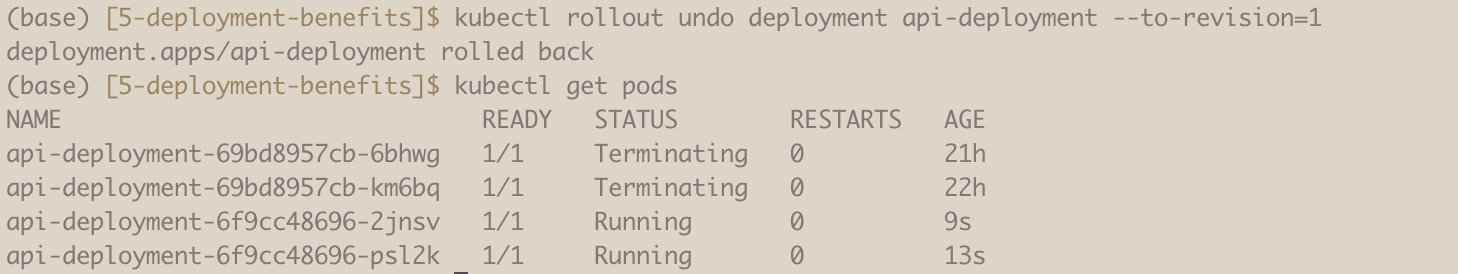 (base) [5-deployment-benefits]$ kubectl rollout undo deployment api-deployment --to-revision=1
deployment.apps/api-deployment rolled back
(base) [5-deployment-benefits]$ kubectl get pods
NAME READY STATUS RESTARTS AGE
api-deployment-69bd8957cb-6bhwg 1/1 Terminating 0 21h
api-deployment-69bd8957cb-km6bq 1/1 Terminating 0 22h
api-deployment-6f9cc48696-2jnsv 1/1 Running 0 9s
api-deployment-6f9cc48696-psl2k 1/1 Running 0 13s